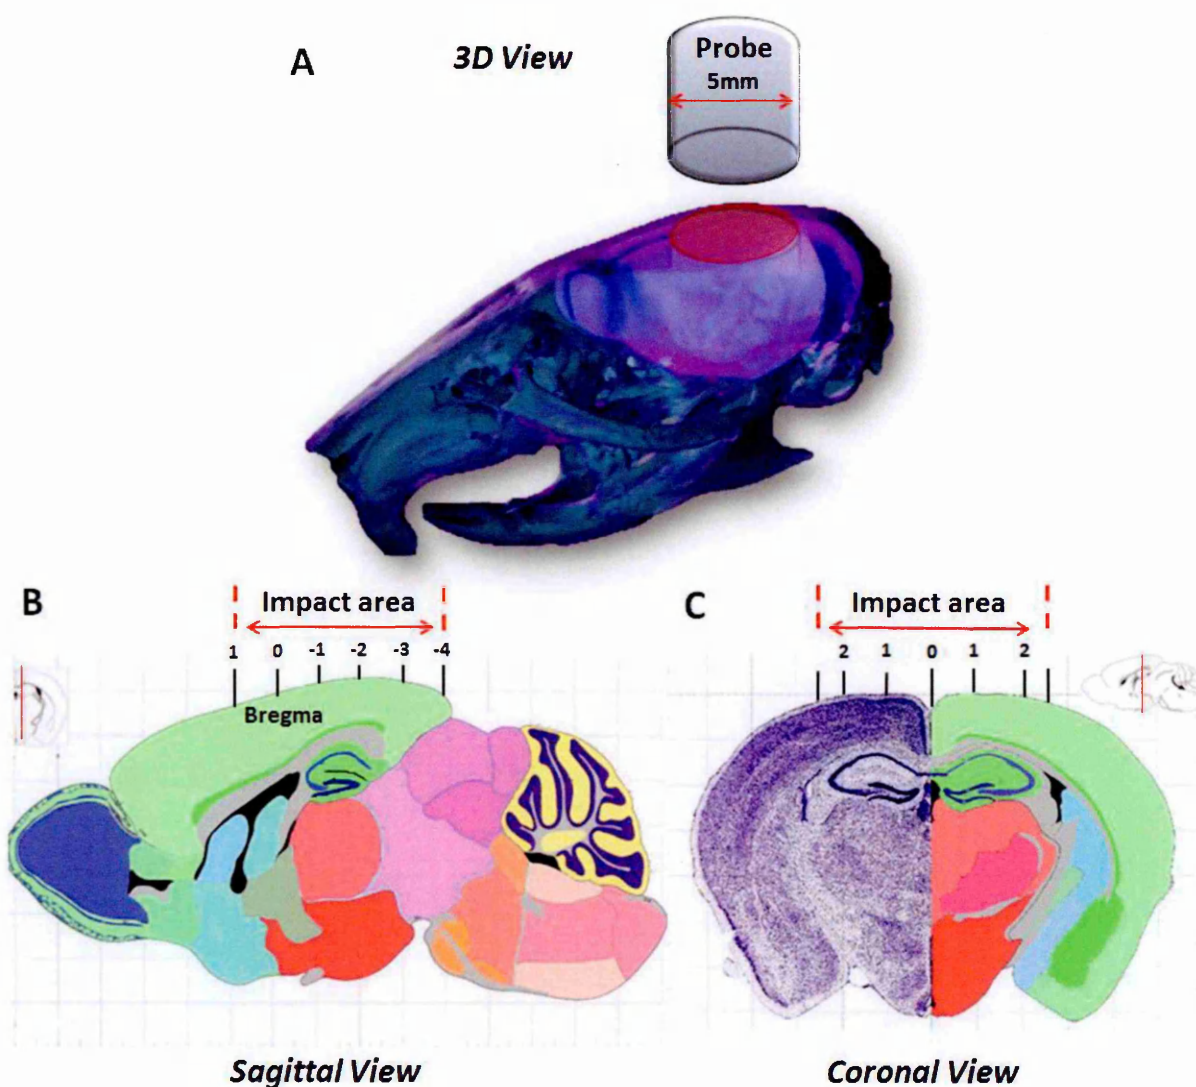 A
3D View
Probe
5mm
B
Impact area
1 0 -1 -2 -3 -4
Bregma
Sagittal View
C
Impact area
2 1 0 1 2
Coronal View